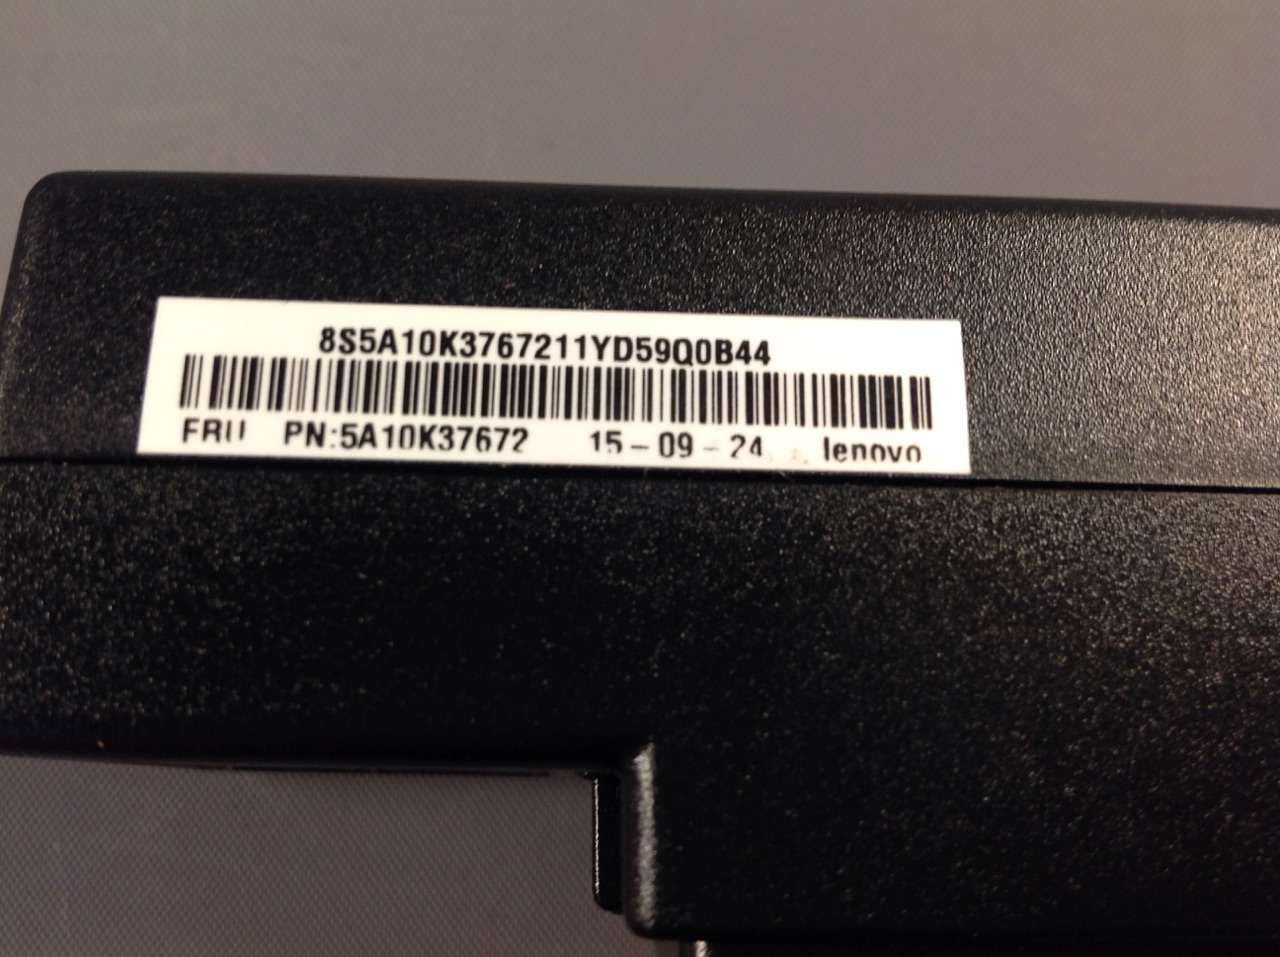 8S5A10K3767211YD59Q0B44
FRU PN:5A10K37672 15-09-24 lenovo